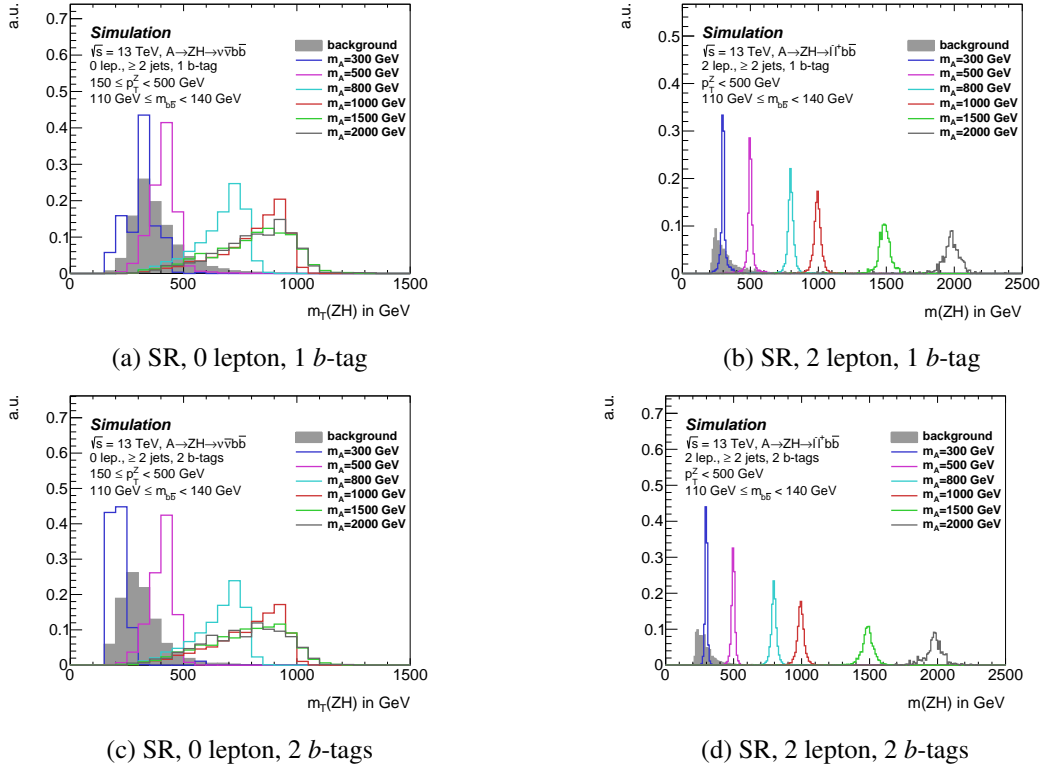 a.u.
0.7
0.6
0.5
0.4
0.3
0.2
0.1
0
Simulation
√s = 13 TeV, A→ZH→νν̅bb̅
0 lep., ≥ 2 jets, 1 b-tag
150 ≤ p_T^Z < 500 GeV
110 GeV ≤ m_bb̅ < 140 GeV
background
m_A=300 GeV
m_A=500 GeV
m_A=800 GeV
m_A=1000 GeV
m_A=1500 GeV
m_A=2000 GeV
0 500 1000 1500
m_T(ZH) in GeV
(a) SR, 0 lepton, 1 b-tag
a.u.
0.5
0.4
0.3
0.2
0.1
0
Simulation
√s = 13 TeV, A→ZH→l⁻l⁺bb̅
2 lep., ≥ 2 jets, 1 b-tag
p_T^Z < 500 GeV
110 GeV ≤ m_bb̅ < 140 GeV
background
m_A=300 GeV
m_A=500 GeV
m_A=800 GeV
m_A=1000 GeV
m_A=1500 GeV
m_A=2000 GeV
0 500 1000 1500 2000 2500
m(ZH) in GeV
(b) SR, 2 lepton, 1 b-tag
a.u.
0.7
0.6
0.5
0.4
0.3
0.2
0.1
0
Simulation
√s = 13 TeV, A→ZH→νν̅bb̅
0 lep., ≥ 2 jets, 2 b-tags
150 ≤ p_T^Z < 500 GeV
110 GeV ≤ m_bb̅ < 140 GeV
background
m_A=300 GeV
m_A=500 GeV
m_A=800 GeV
m_A=1000 GeV
m_A=1500 GeV
m_A=2000 GeV
0 500 1000 1500
m_T(ZH) in GeV
(c) SR, 0 lepton, 2 b-tags
a.u.
0.7
0.6
0.5
0.4
0.3
0.2
0.1
0
Simulation
√s = 13 TeV, A→ZH→l⁻l⁺bb̅
2 lep., ≥ 2 jets, 2 b-tags
p_T^Z < 500 GeV
110 GeV ≤ m_bb̅ < 140 GeV
background
m_A=300 GeV
m_A=500 GeV
m_A=800 GeV
m_A=1000 GeV
m_A=1500 GeV
m_A=2000 GeV
0 500 1000 1500 2000 2500
m(ZH) in GeV
(d) SR, 2 lepton, 2 b-tags